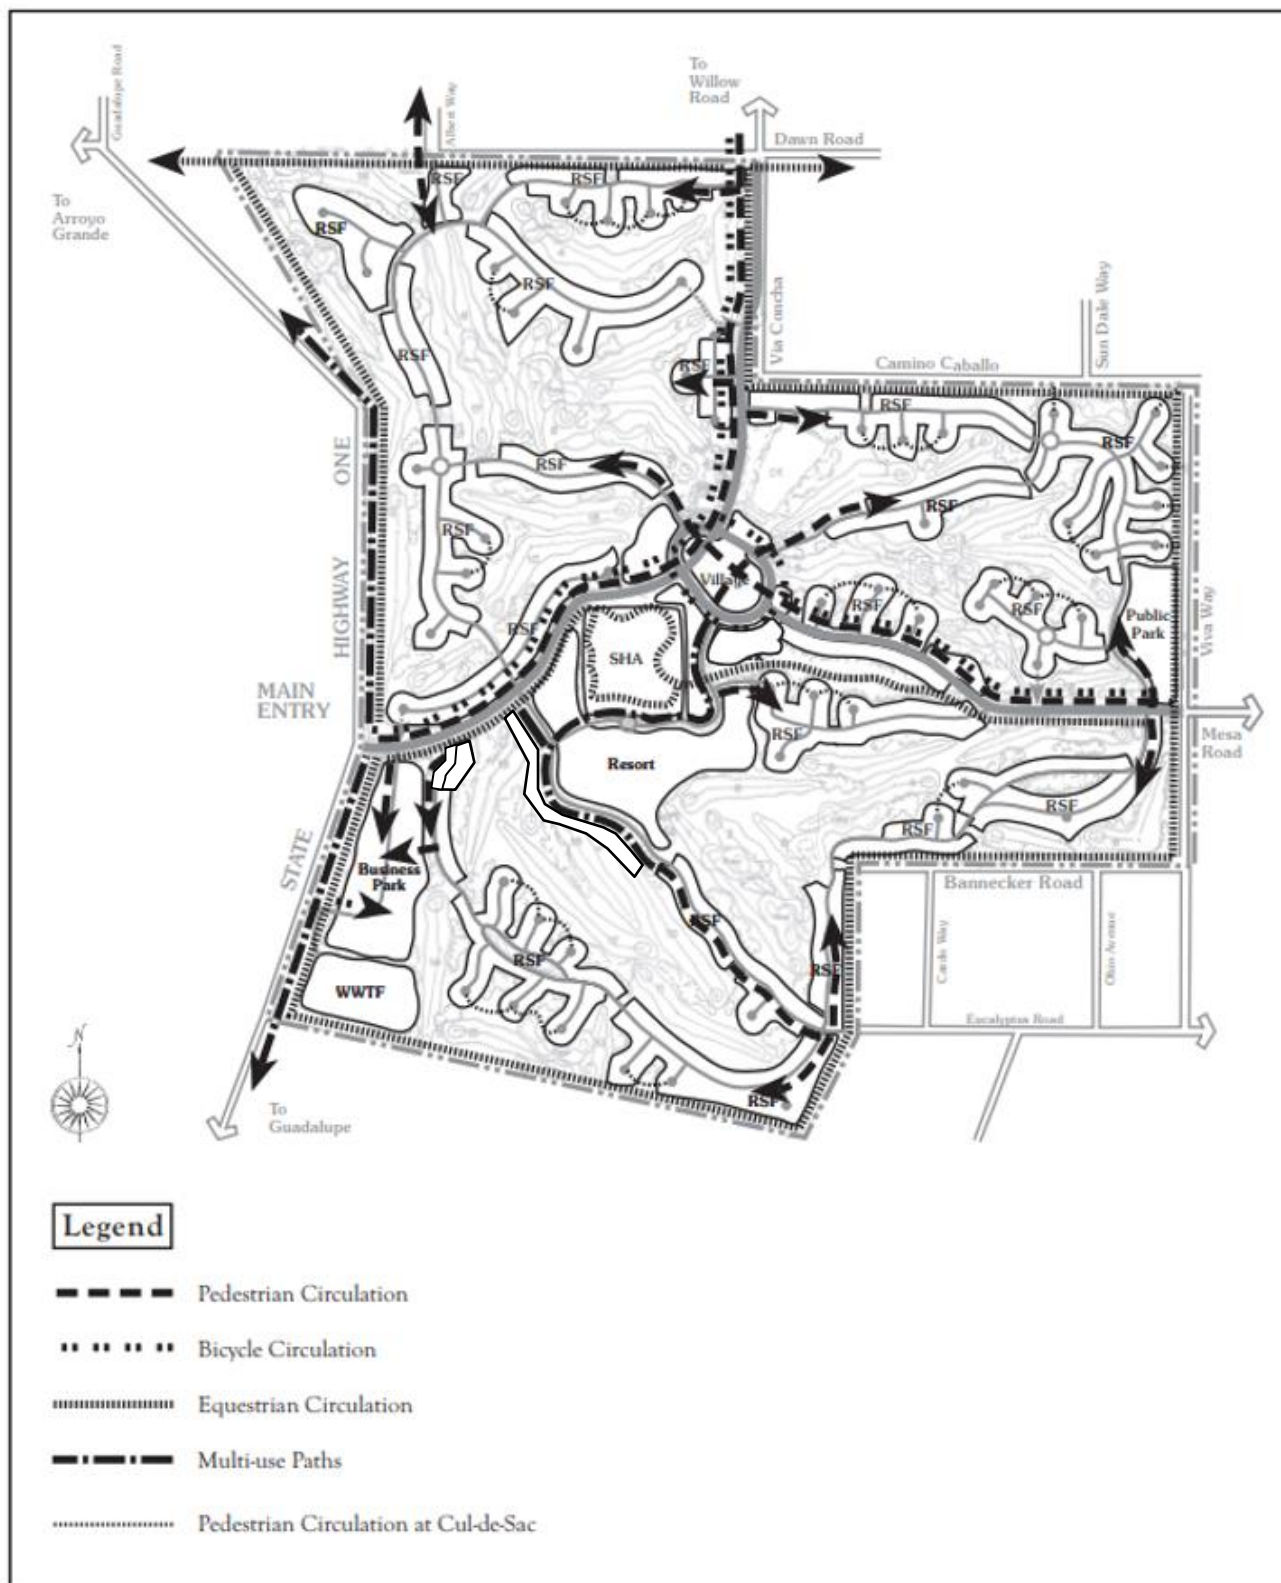 Guadalupe Road
Albert Way
To
Willow
Road
Dawn Road
To
Arroyo
Grande
RSF
RSF
RSF
RSF
RSF
RSF
Via Concha
Camino Caballo
Sun Dale Way
RSF
RSF
RSF
RSF
RSF
STATE HIGHWAY ONE
Village
RSF
RSF
Public
Park
Viva Way
RSF
SHA
MAIN
ENTRY
RSF
Resort
Mesa
Road
RSF
RSF
Business
Park
Bannecker Road
RSF
RSF
RSF
WWTF
Cardo Way
Ohio Avenue
Eucalyptus Road
N
To
Guadalupe
RSF
Legend
Pedestrian Circulation
Bicycle Circulation
Equestrian Circulation
Multi-use Paths
Pedestrian Circulation at Cul-de-Sac